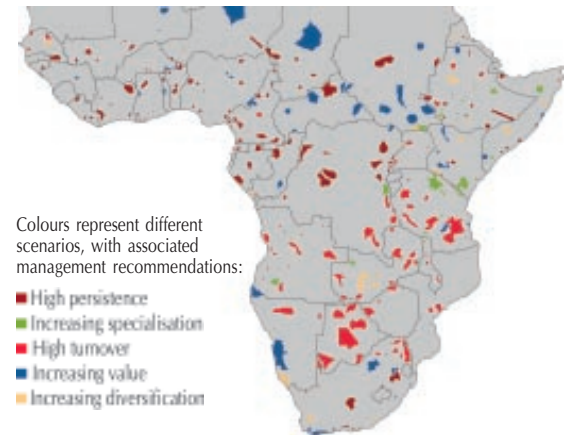 Colours represent different
scenarios, with associated
management recommendations:
High persistence
Increasing specialisation
High turnover
Increasing value
Increasing diversification